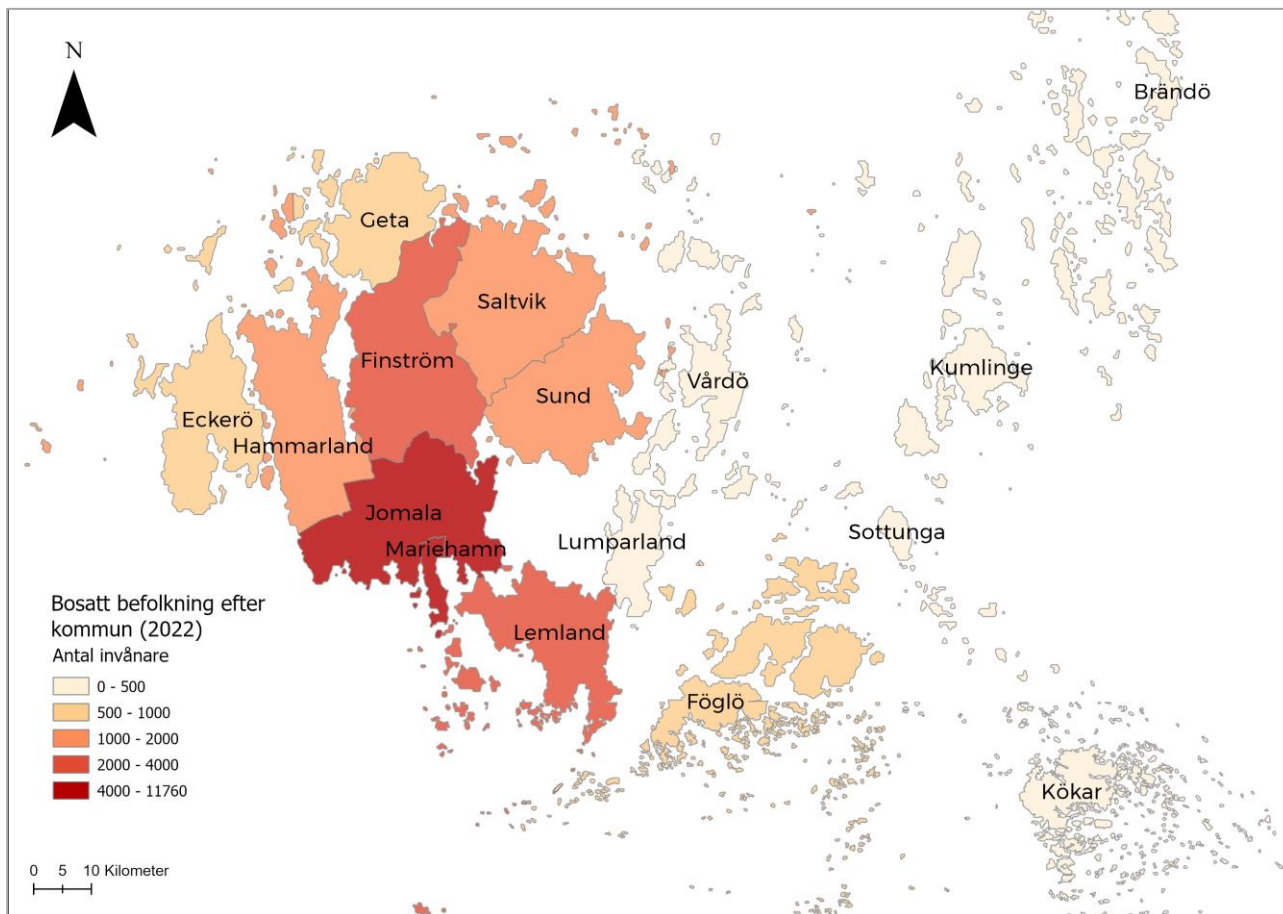 N
Brändö
Geta
Saltvik
Finström
Kumlinge
Vårdö
Sund
Eckerö
Hammarland
Jomala
Sottunga
Mariehamn
Lumparland
Lemland
Föglö
Kökar
Bosatt befolkning efter
kommun (2022)
Antal invånare
0 - 500
500 - 1000
1000 - 2000
2000 - 4000
4000 - 11760
0 5 10 Kilometer